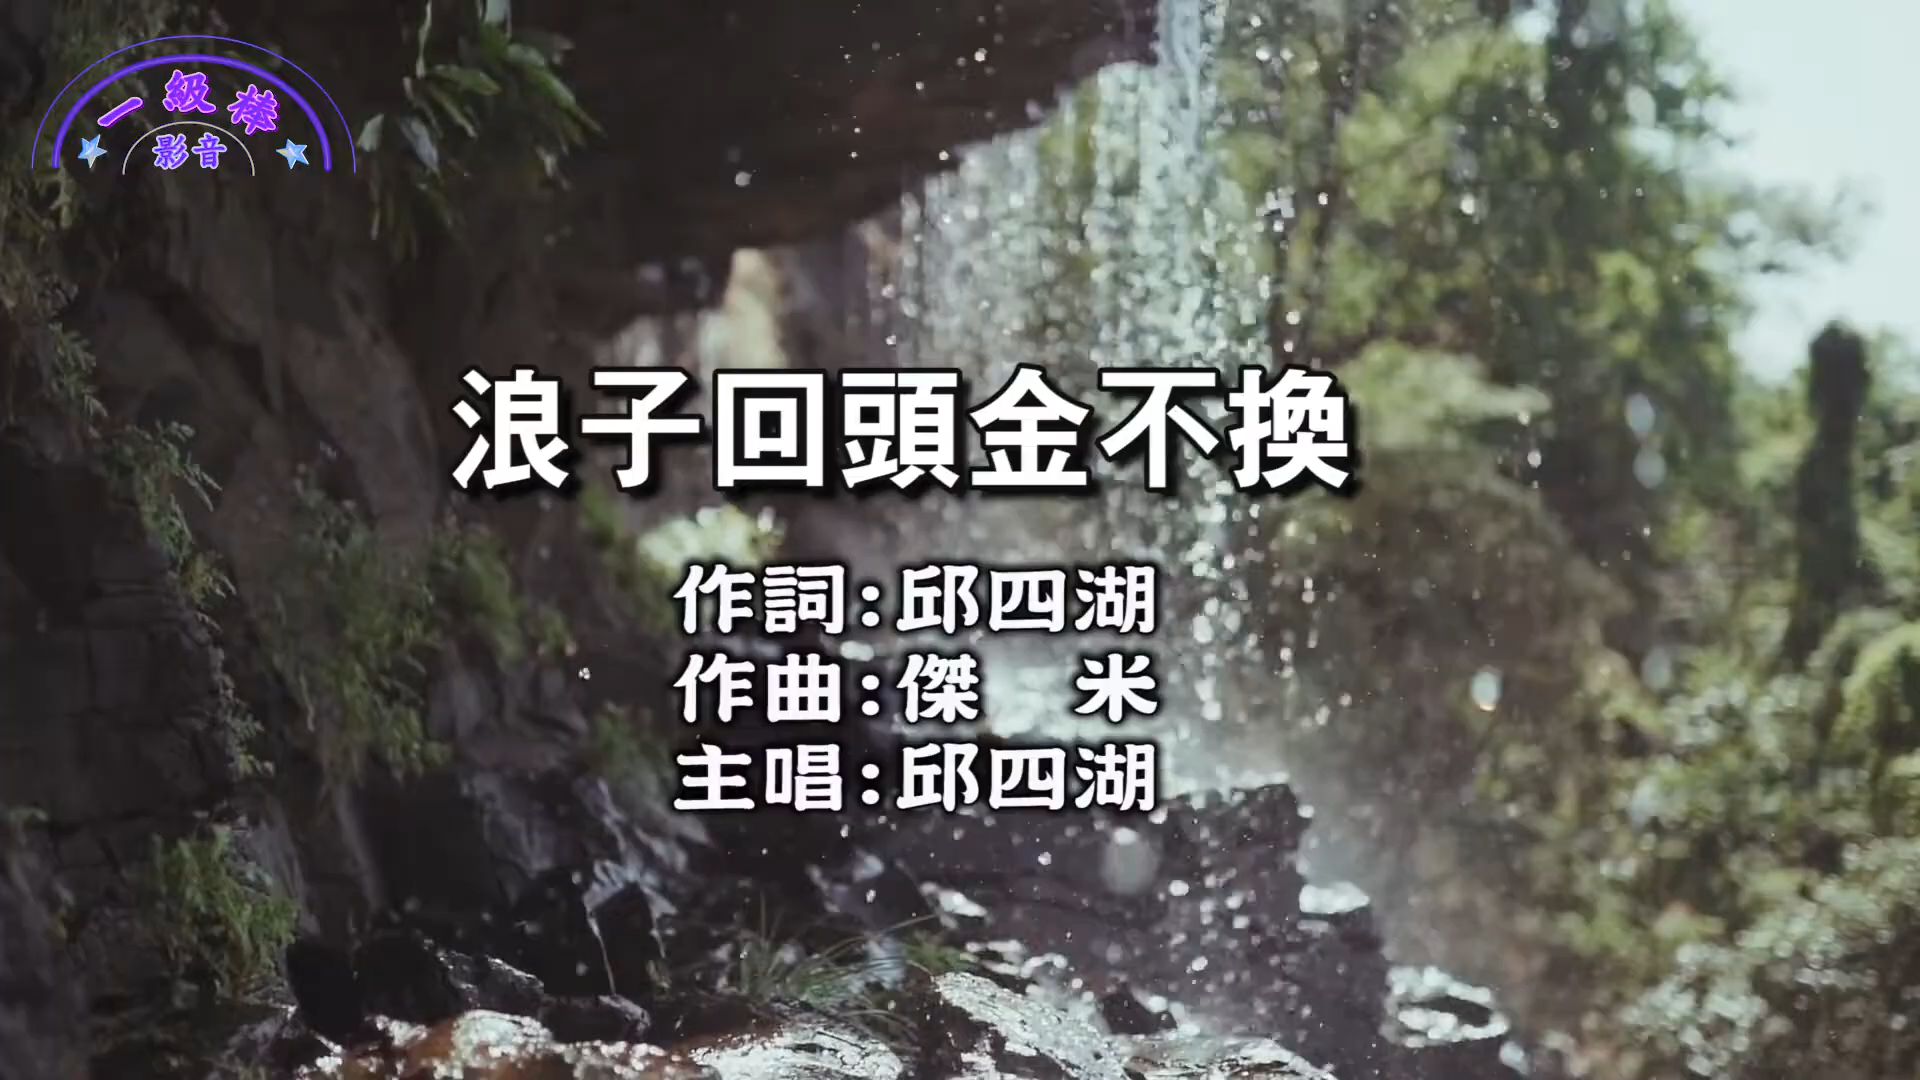 一級棒
影音
浪子回頭金不換
作詞:邱四湖
作曲:傑　米
主唱:邱四湖